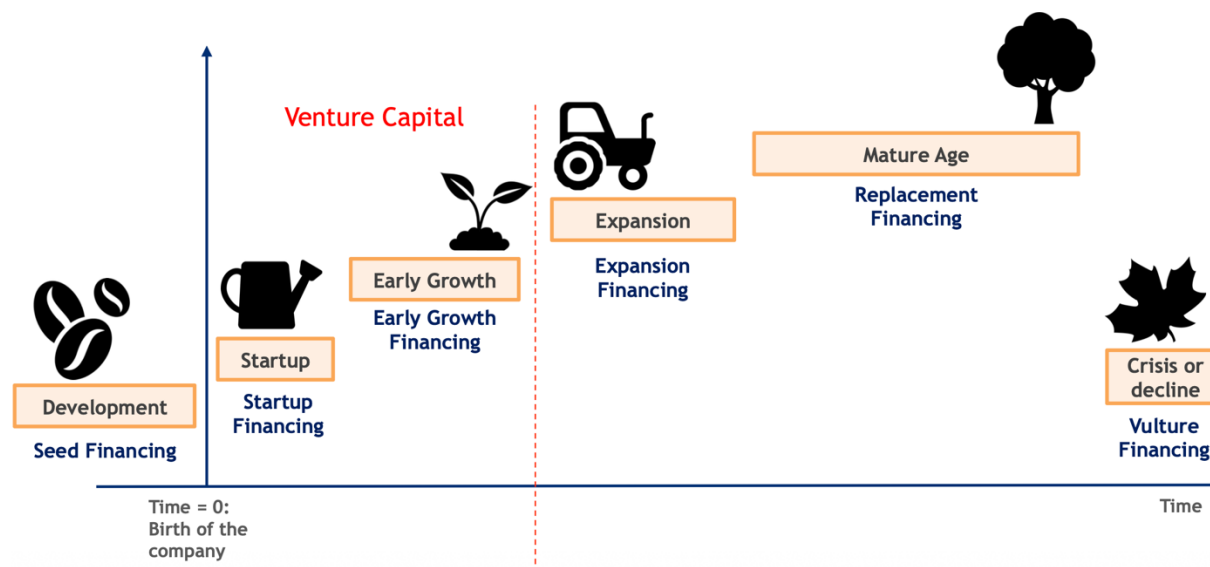 Venture Capital
Mature Age
Replacement
Financing
Expansion
Expansion
Financing
Early Growth
Early Growth
Financing
Startup
Startup
Financing
Development
Seed Financing
Crisis or
decline
Vulture
Financing
Time = 0:
Birth of the
company
Time